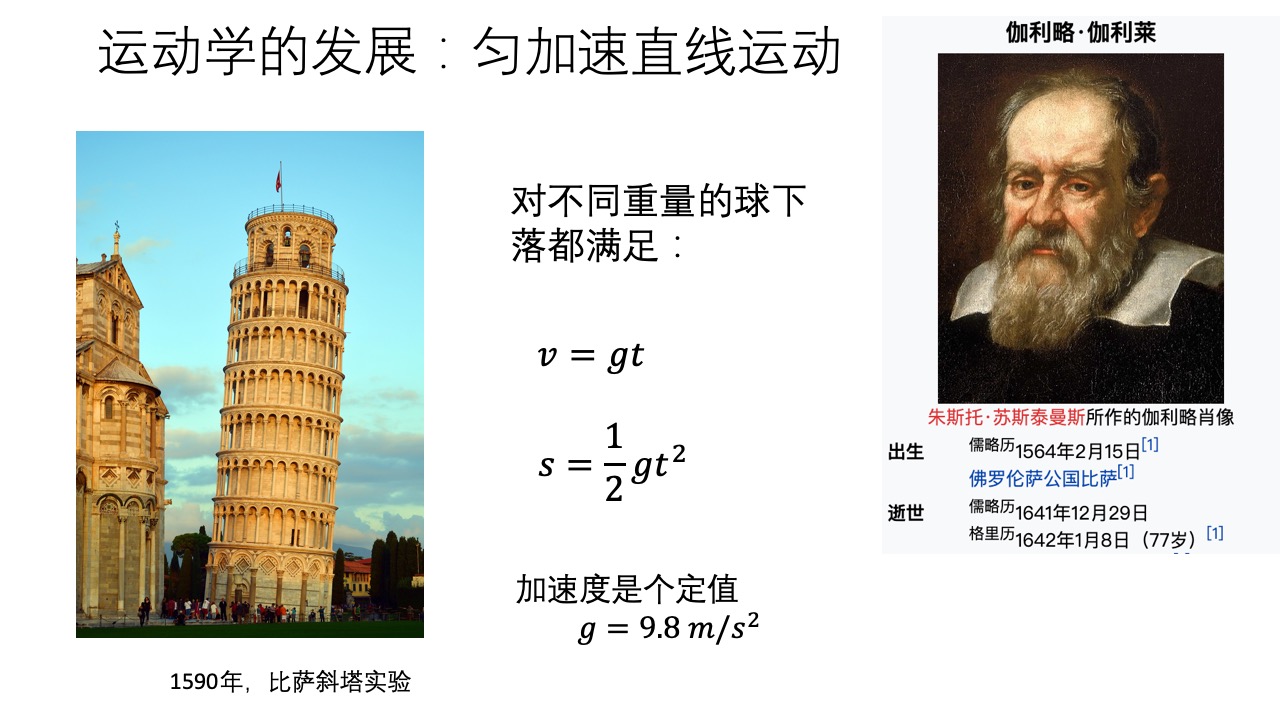 运动学的发展：匀加速直线运动
对不同重量的球下
落都满足：
v = gt
s = 1/2 gt²
加速度是个定值
g = 9.8 m/s²
1590年，比萨斜塔实验
伽利略·伽利莱
朱斯托·苏斯泰曼斯所作的伽利略肖像
出生 儒略历1564年2月15日[1]
佛罗伦萨公国比萨[1]
逝世 儒略历1641年12月29日
格里历1642年1月8日（77岁）[1]